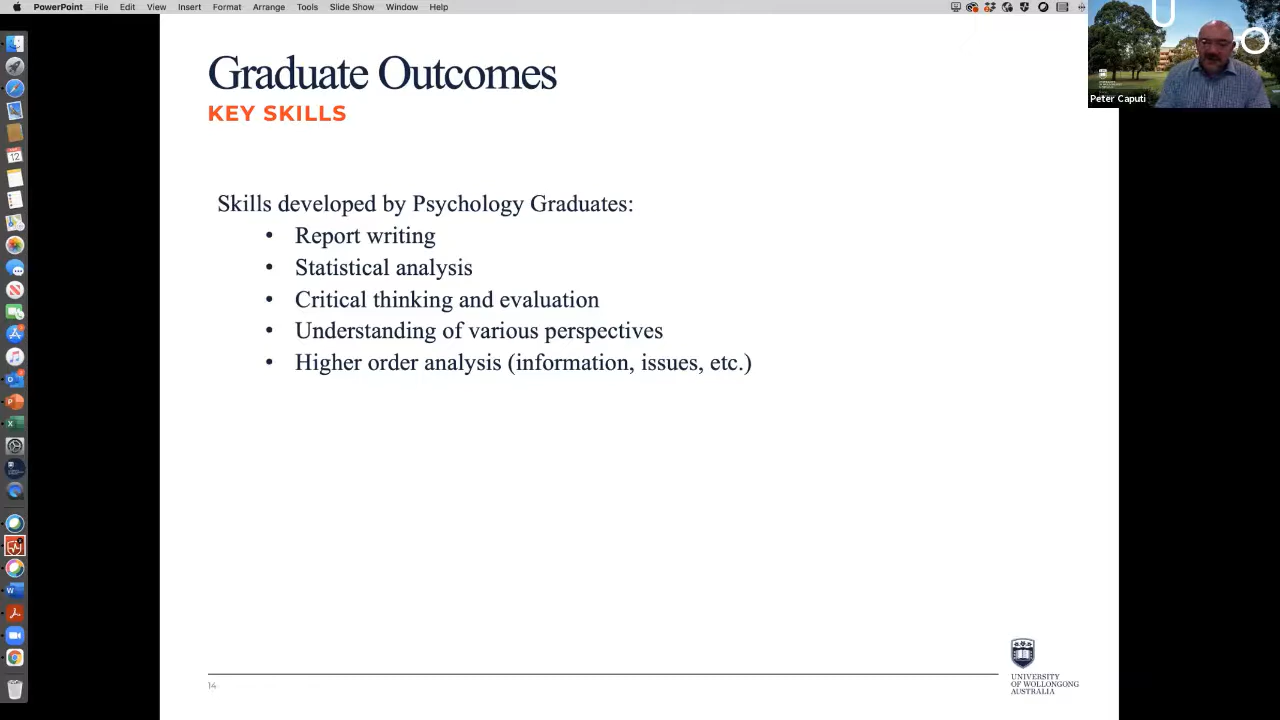 PowerPoint File Edit View Insert Format Arrange Tools Slide Show Window Help
Peter Caputi
Graduate Outcomes
KEY SKILLS
Skills developed by Psychology Graduates:
• Report writing
• Statistical analysis
• Critical thinking and evaluation
• Understanding of various perspectives
• Higher order analysis (information, issues, etc.)
14
UNIVERSITY
OF WOLLONGONG
AUSTRALIA
12